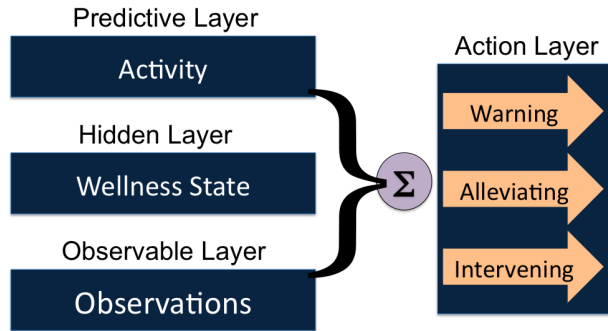 Predictive Layer
Activity
Hidden Layer
Wellness State
Observable Layer
Observations
Σ
Action Layer
Warning
Alleviating
Intervening